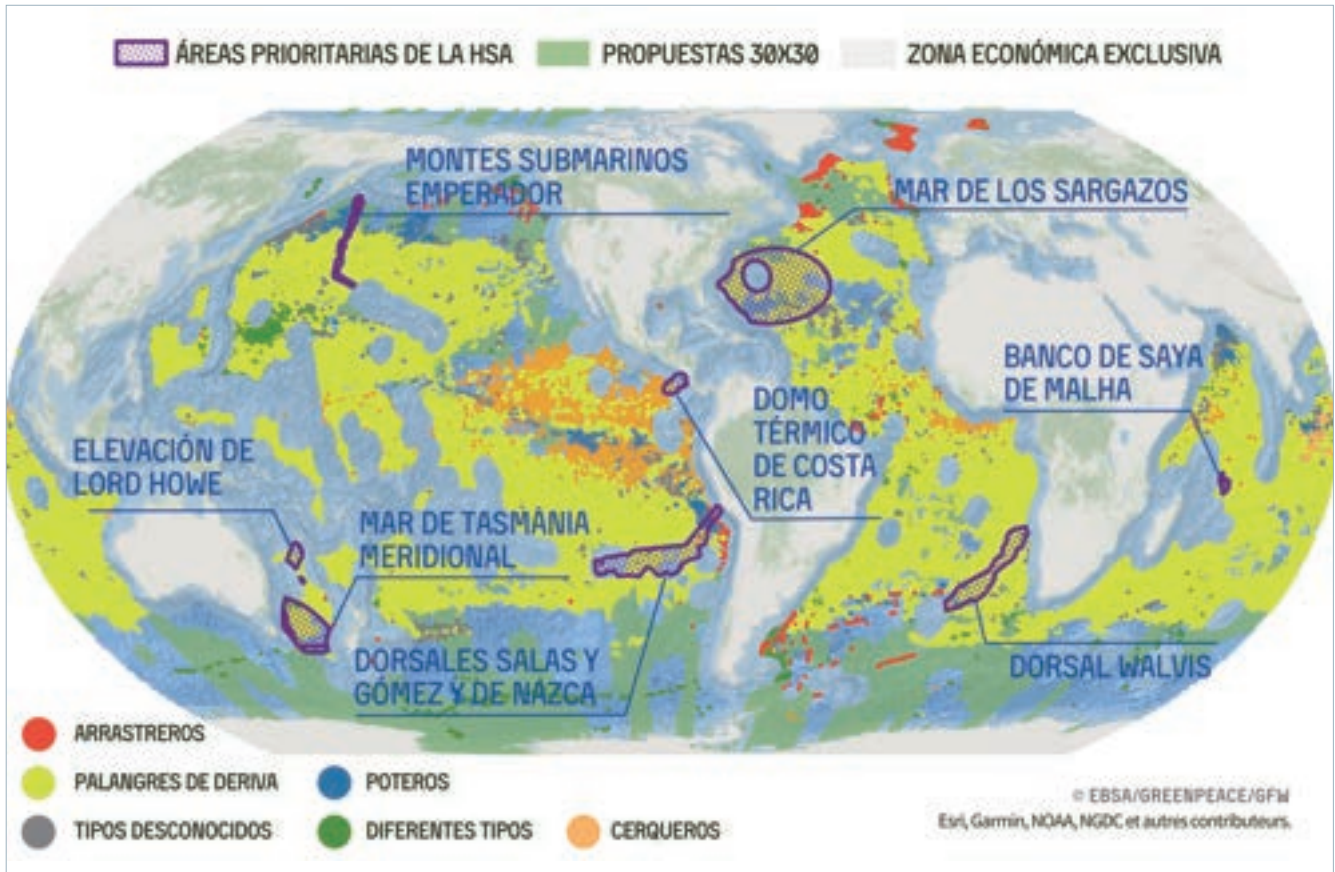 ÁREAS PRIORITARIAS DE LA HSA
PROPUESTAS 30X30
ZONA ECONÓMICA EXCLUSIVA
MONTES SUBMARINOS
EMPERADOR
MAR DE LOS SARGAZOS
BANCO DE SAYA
DE MALHA
DOMO
TÉRMICO
DE COSTA
RICA
ELEVACIÓN DE
LORD HOWE
MAR DE TASMÀNIA
MERIDIONAL
DORSALES SALAS Y
GÓMEZ Y DE NAZCA
DORSAL WALVIS
ARRASTREROS
PALANGRES DE DERIVA
POTEROS
TIPOS DESCONOCIDOS
DIFERENTES TIPOS
CERQUEROS
© EBSA/GREENPEACE/GFW
Esri, Garmin, NOAA, NGDC et autres contributeurs.